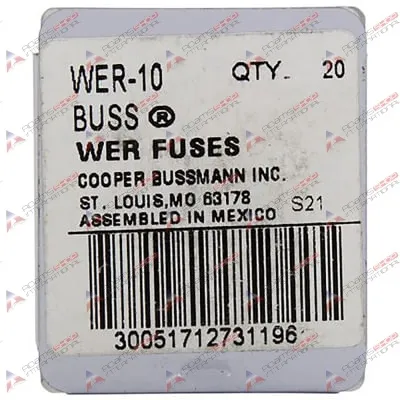 WER-10 QTY. 20
BUSS ®
WER FUSES
COOPER BUSSMANN INC.
ST. LOUIS,MO 63178
ASSEMBLED IN MEXICO S21
30051712731196